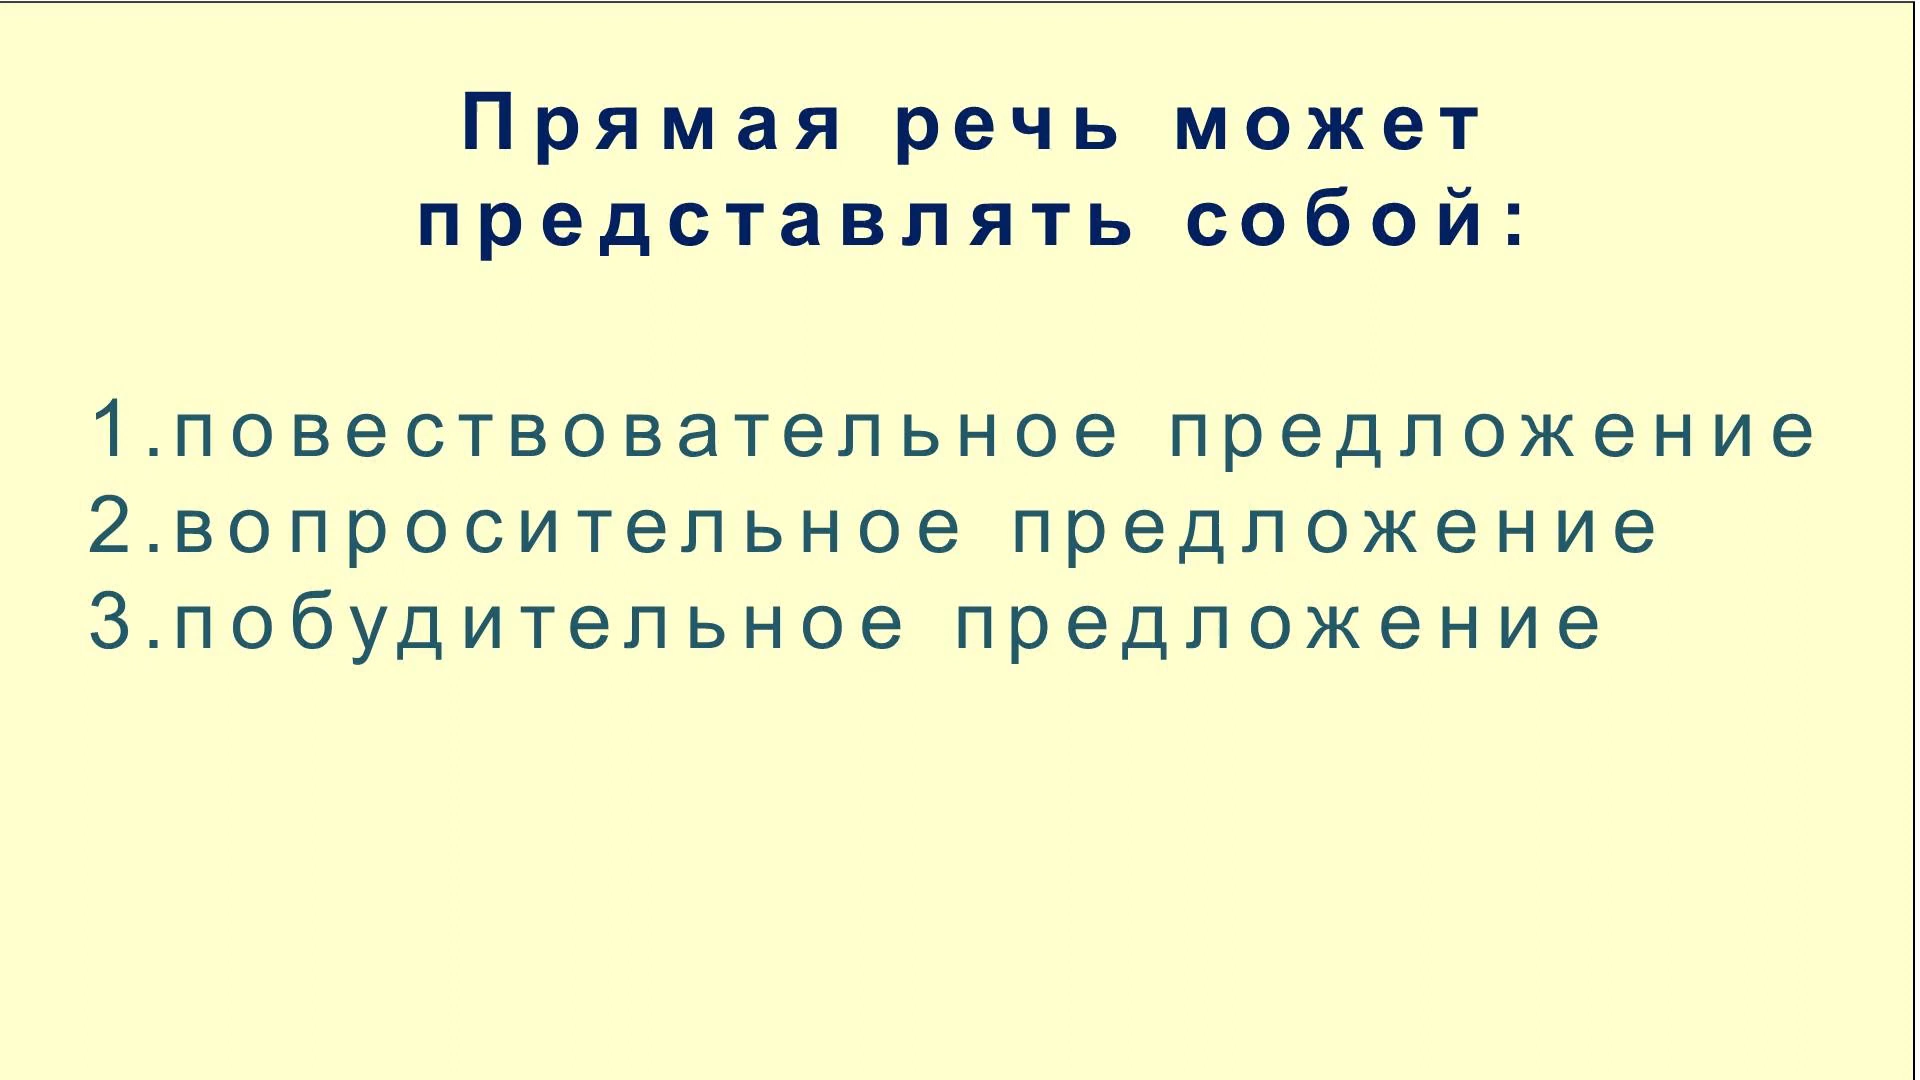 Прямая речь может
представлять собой:
1.повествовательное предложение
2.вопросительное предложение
3.побудительное предложение